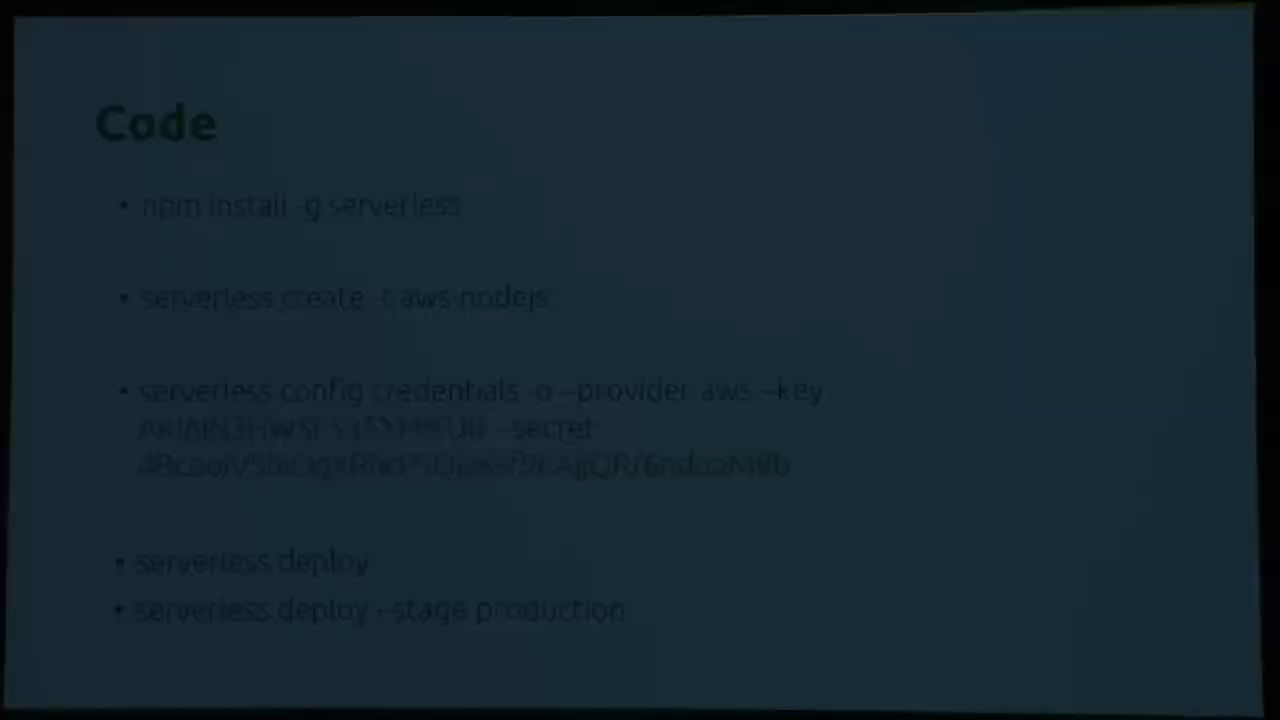 Code
• npm install -g serverless
• serverless create -t aws-nodejs
• serverless config credentials -o --provider aws --key
--secret
• serverless deploy
• serverless deploy --stage production